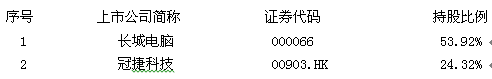 序号 上市公司简称 证券代码 持股比例
1 长城电脑 000066 53.92%
2 冠捷科技 00903.HK 24.32%